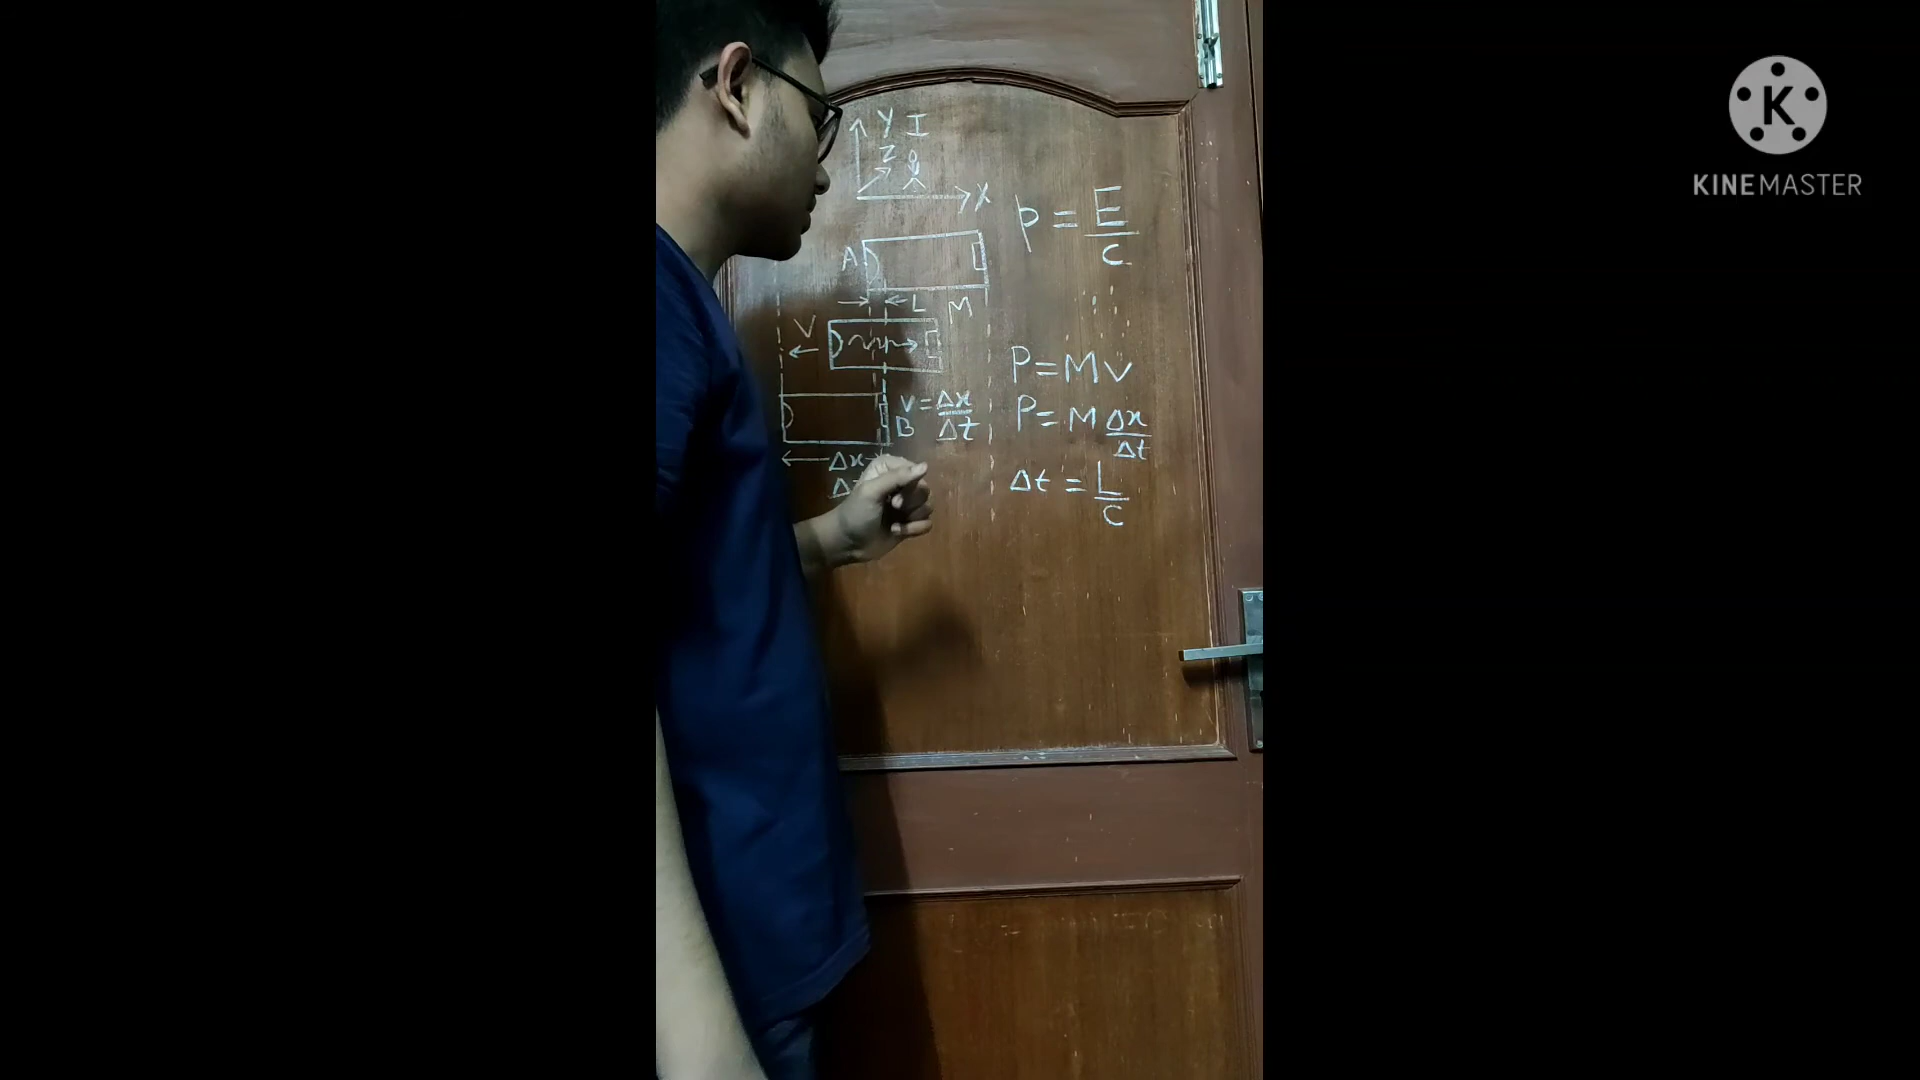 Y I
Z
X
p = E/c
A
L M
V
P = MV
V = Δx/Δt
B
P = M Δx/Δt
Δx
Δt = L/C
K
KINEMASTER